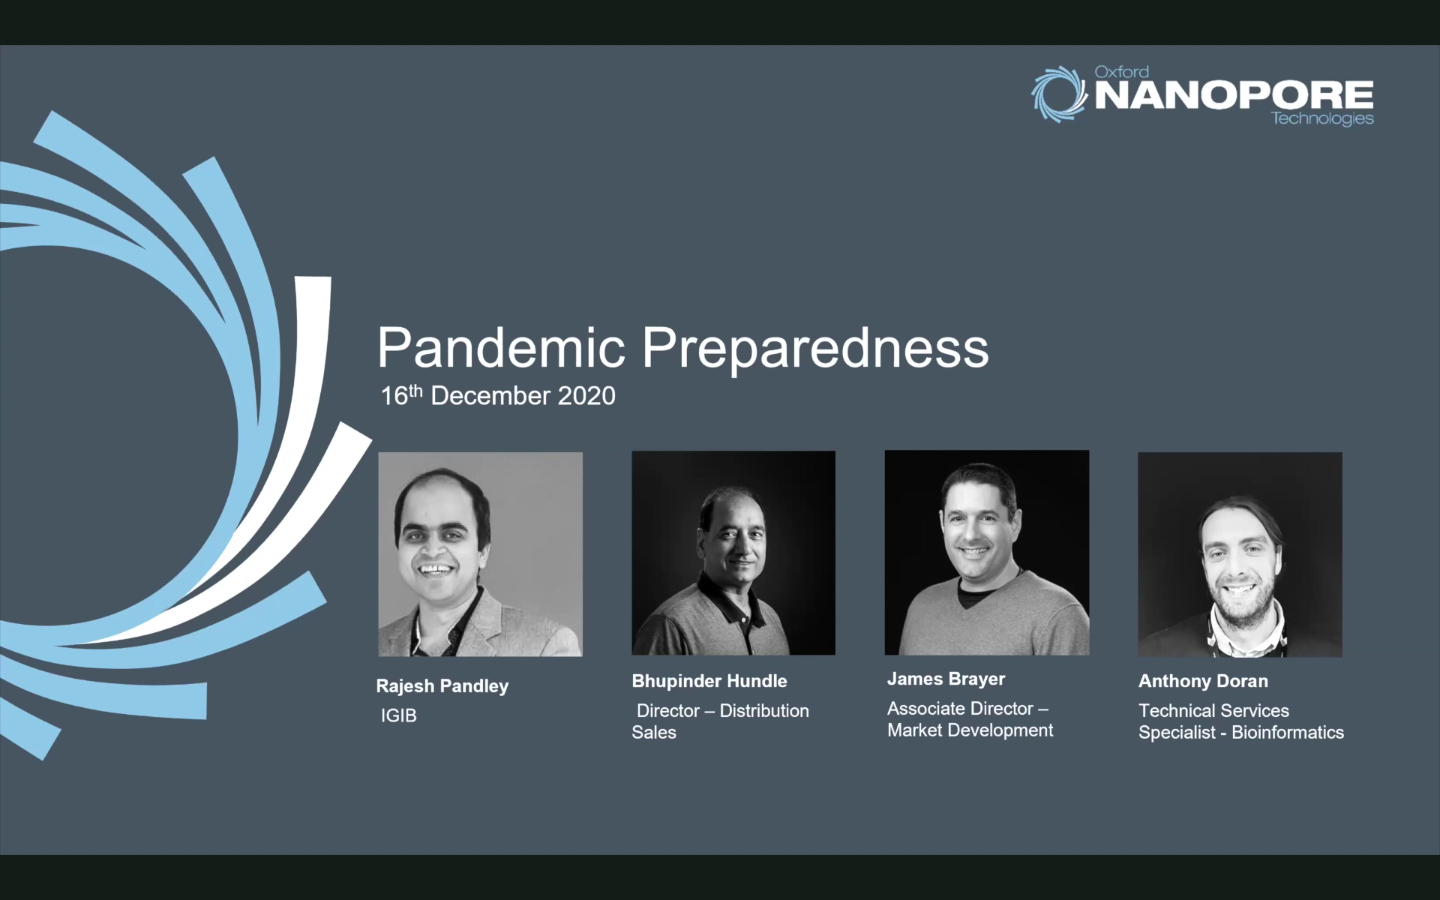 Oxford
NANOPORE
Technologies
Pandemic Preparedness
16th December 2020
Rajesh Pandley
IGIB
Bhupinder Hundle
Director – Distribution
Sales
James Brayer
Associate Director –
Market Development
Anthony Doran
Technical Services
Specialist - Bioinformatics